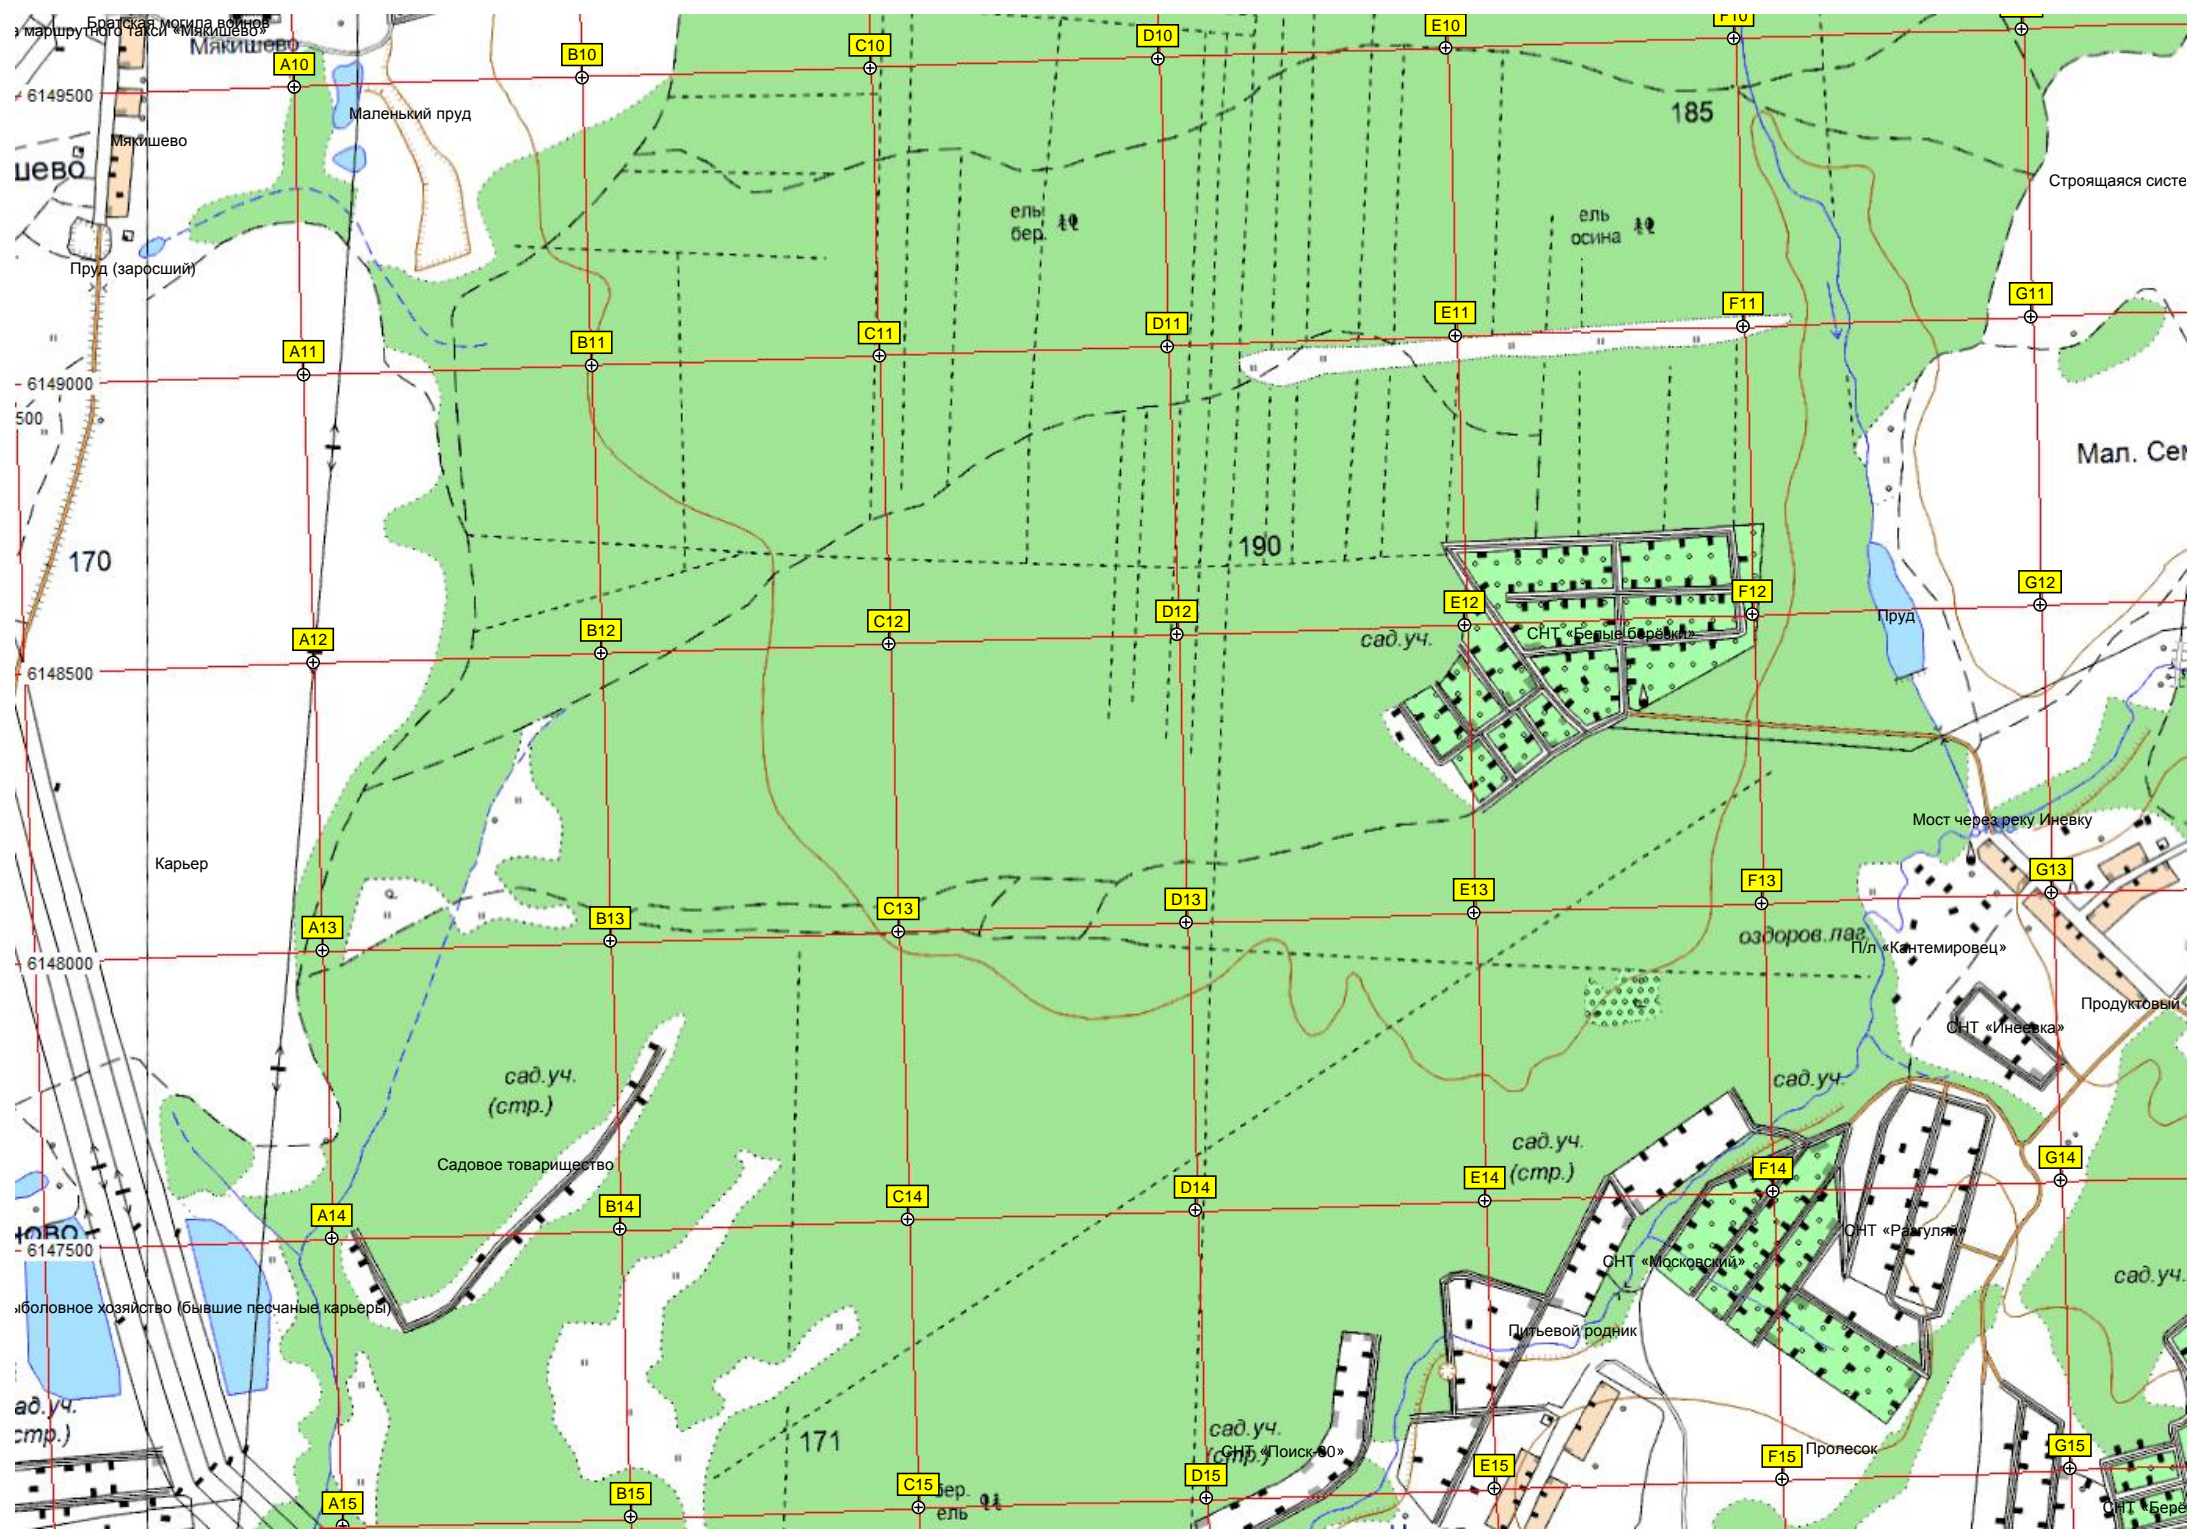 Братская могила воинов
маршрутного такси «Мякишево»
Мякишево
A10
B10
C10
D10
E10
F10
6149500
Маленький пруд
185
Мякишево
шево
Строящаяся систе
ель
бер.
ель
осина
Пруд (заросший)
A11
B11
C11
D11
E11
F11
G11
6149000
500
Мал. Сем
170
190
A12
B12
C12
D12
E12
F12
G12
сад.уч.
СНТ «Белые берёзки»
Пруд
6148500
Мост через реку Иневку
Карьер
A13
B13
C13
D13
E13
F13
G13
оздоров.лаг.
П/л «Кантемировец»
6148000
Продуктовый
СНТ «Инеевка»
сад.уч.
(стр.)
сад.уч.
сад.уч.
(стр.)
Садовое товарищество
A14
B14
C14
D14
E14
F14
G14
ново
6147500
СНТ «Разгуляй»
СНТ «Московский»
сад.уч.
ыболовное хозяйство (бывшие песчаные карьеры)
Питьевой родник
ад.уч.
стр.)
171
сад.уч.
(стр.)
СНТ «Поиск-80»
Пролесок
A15
B15
C15
D15
E15
F15
G15
бер.
ель
СНТ «Берё